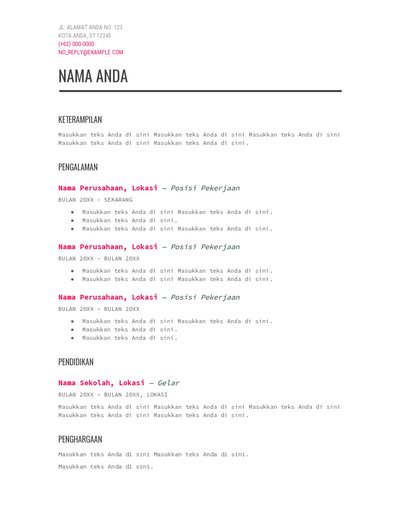 JL. ALAMAT ANDA NO. 123
KOTA ANDA, ST 12345
(+62) 000-0000
NO_REPLY@EXAMPLE.COM
NAMA ANDA
KETERAMPILAN
Masukkan teks Anda di sini Masukkan teks Anda di sini Masukkan teks Anda di sini
Masukkan teks Anda di sini Masukkan teks Anda di sini.
PENGALAMAN
Nama Perusahaan, Lokasi — Posisi Pekerjaan
BULAN 20XX - SEKARANG
● Masukkan teks Anda di sini Masukkan teks Anda di sini.
● Masukkan teks Anda di sini.
● Masukkan teks Anda di sini Masukkan teks Anda di sini.
Nama Perusahaan, Lokasi — Posisi Pekerjaan
BULAN 20XX - BULAN 20XX
● Masukkan teks Anda di sini Masukkan teks Anda di sini.
● Masukkan teks Anda di sini Masukkan teks Anda di sini.
Nama Perusahaan, Lokasi — Posisi Pekerjaan
BULAN 20XX - BULAN 20XX
● Masukkan teks Anda di sini Masukkan teks Anda di sini.
● Masukkan teks Anda di sini.
● Masukkan teks Anda di sini.
PENDIDIKAN
Nama Sekolah, Lokasi — Gelar
BULAN 20XX - BULAN 20XX, LOKASI
Masukkan teks Anda di sini Masukkan teks Anda di sini Masukkan teks Anda di sini
Masukkan teks Anda di sini Masukkan teks Anda di sini.
PENGHARGAAN
Masukkan teks Anda di sini Masukkan teks Anda di sini.
Masukkan teks Anda di sini.